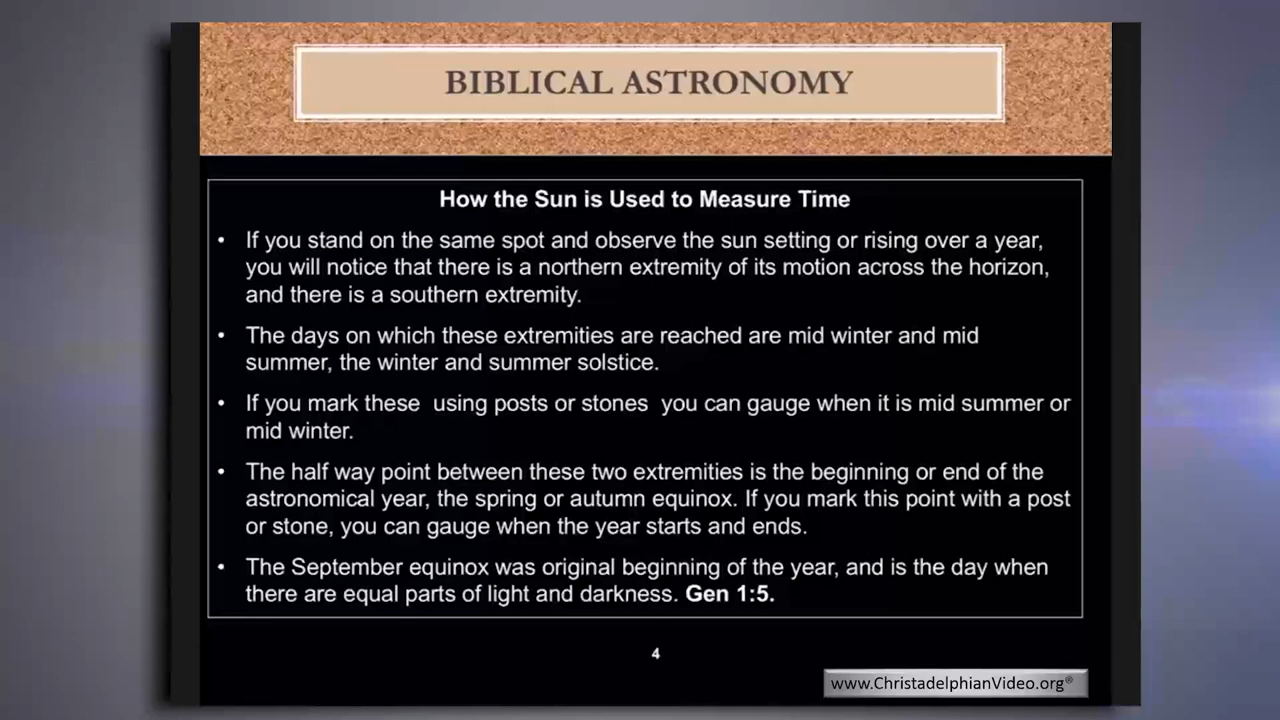 BIBLICAL ASTRONOMY
How the Sun is Used to Measure Time
• If you stand on the same spot and observe the sun setting or rising over a year,
you will notice that there is a northern extremity of its motion across the horizon,
and there is a southern extremity.
• The days on which these extremities are reached are mid winter and mid
summer, the winter and summer solstice.
• If you mark these  using posts or stones  you can gauge when it is mid summer or
mid winter.
• The half way point between these two extremities is the beginning or end of the
astronomical year, the spring or autumn equinox. If you mark this point with a post
or stone, you can gauge when the year starts and ends.
• The September equinox was original beginning of the year, and is the day when
there are equal parts of light and darkness. Gen 1:5.
4
www.ChristadelphianVideo.org®